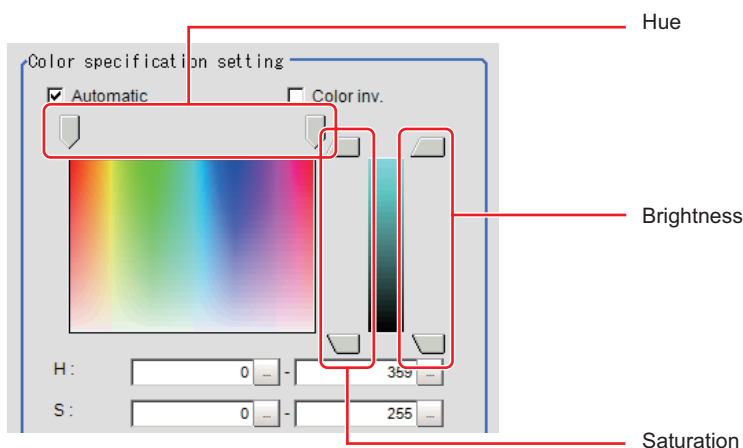 Hue
Color specification setting
Automatic
Color inv.
Brightness
H: 0 ... - 359 ...
S: 0 ... - 255 ...
Saturation